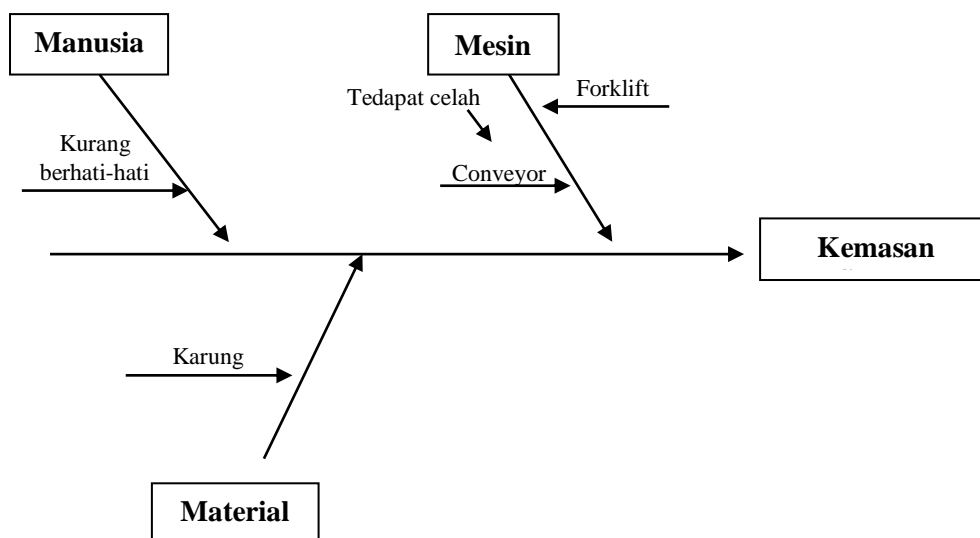 Manusia
Mesin
Tedapat celah
Forklift
Kurang
berhati-hati
Conveyor
Kemasan
Karung
Material